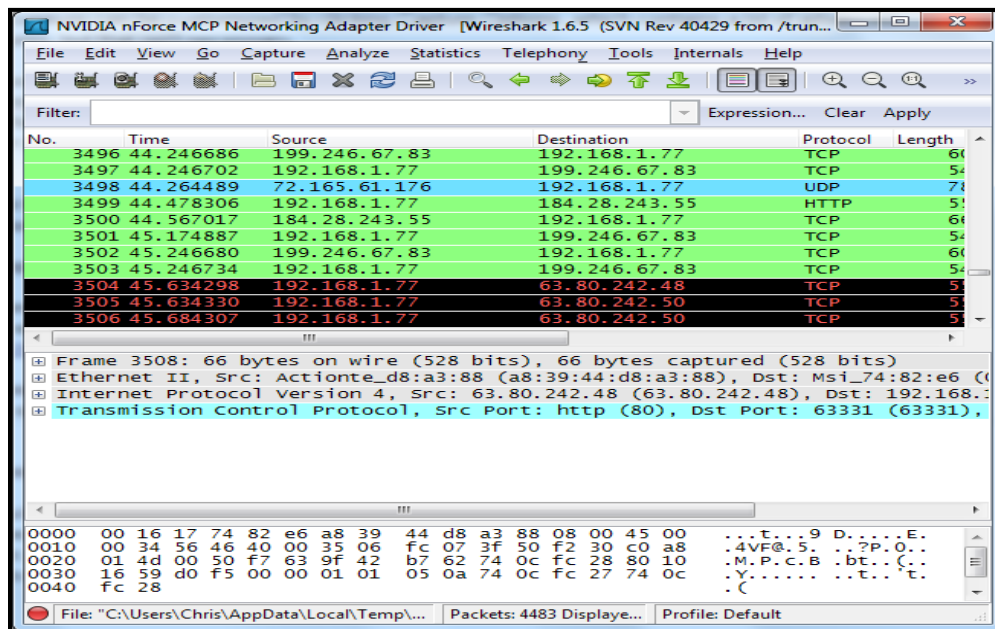 NVIDIA nForce MCP Networking Adapter Driver [Wireshark 1.6.5 (SVN Rev 40429 from /trun...
File Edit View Go Capture Analyze Statistics Telephony Tools Internals Help
Filter: Expression... Clear Apply
No. Time Source Destination Protocol Length
3496 44.246686 199.246.67.83 192.168.1.77 TCP 60
3497 44.246702 192.168.1.77 199.246.67.83 TCP 54
3498 44.264489 72.165.61.176 192.168.1.77 UDP 78
3499 44.478306 192.168.1.77 184.28.243.55 HTTP 5
3500 44.567017 184.28.243.55 192.168.1.77 TCP 66
3501 45.174887 192.168.1.77 199.246.67.83 TCP 54
3502 45.246680 199.246.67.83 192.168.1.77 TCP 60
3503 45.246734 192.168.1.77 199.246.67.83 TCP 54
3504 45.634298 192.168.1.77 63.80.242.48 TCP 5
3505 45.634330 192.168.1.77 63.80.242.50 TCP 5
3506 45.684307 192.168.1.77 63.80.242.50 TCP 5
Frame 3508: 66 bytes on wire (528 bits), 66 bytes captured (528 bits)
Ethernet II, Src: Actionte_d8:a3:88 (a8:39:44:d8:a3:88), Dst: Msi_74:82:e6 (
Internet Protocol Version 4, Src: 63.80.242.48 (63.80.242.48), Dst: 192.168.
Transmission Control Protocol, Src Port: http (80), Dst Port: 63331 (63331),
0000 00 16 17 74 82 e6 a8 39 44 d8 a3 88 08 00 45 00 ...t...9 D.....E.
0010 00 34 56 46 40 00 35 06 fc 07 3f 50 f2 30 c0 a8 .4VF@.5. ..?P.0..
0020 01 4d 00 50 f7 63 9f 42 b7 62 74 0c fc 28 80 10 .M.P.c.B .bt..(..
0030 16 59 d0 f5 00 00 01 01 05 0a 74 0c fc 27 74 0c .Y...... ..t..'t.
0040 fc 28 .(
File: "C:\Users\Chris\AppData\Local\Temp\... Packets: 4483 Displaye... Profile: Default